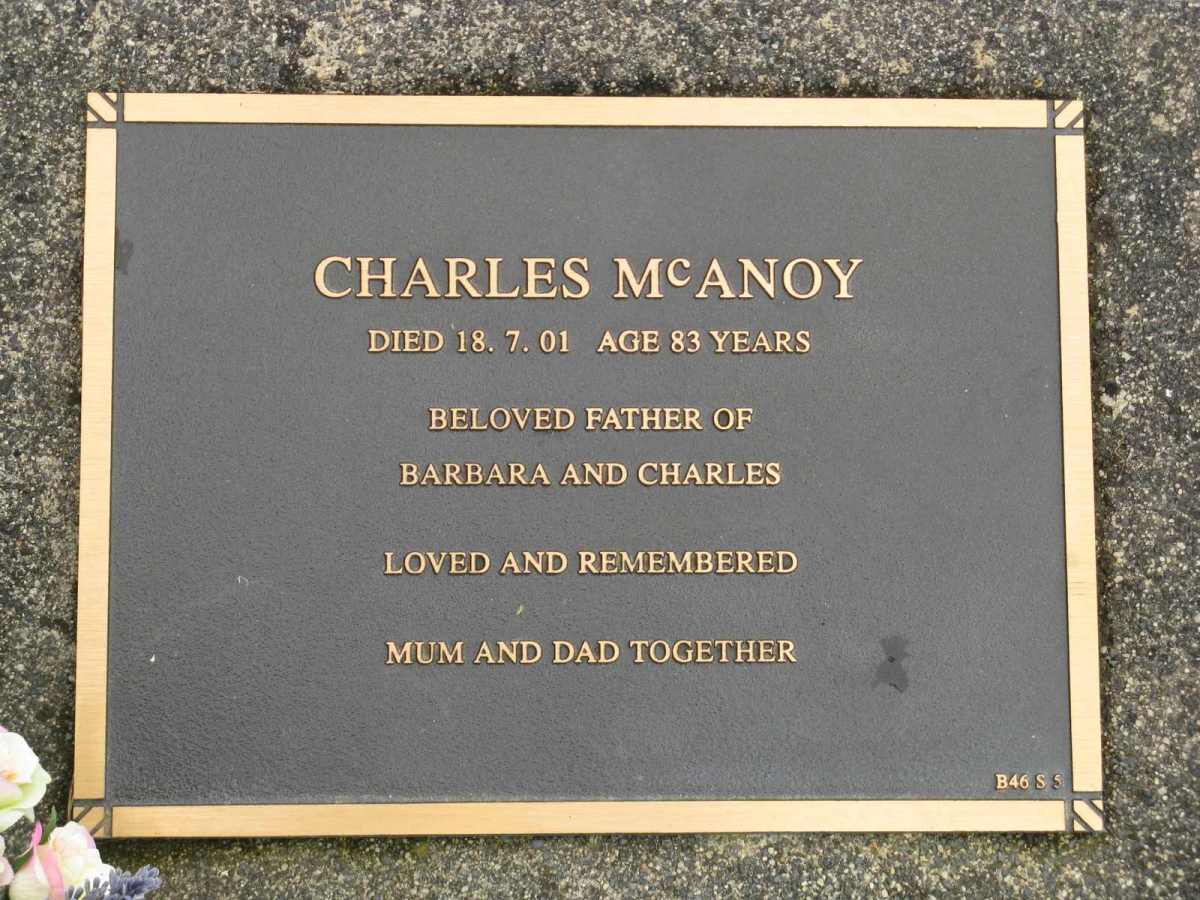 CHARLES McANOY
DIED 18. 7. 01 AGE 83 YEARS
BELOVED FATHER OF
BARBARA AND CHARLES
LOVED AND REMEMBERED
MUM AND DAD TOGETHER
B46 S 5